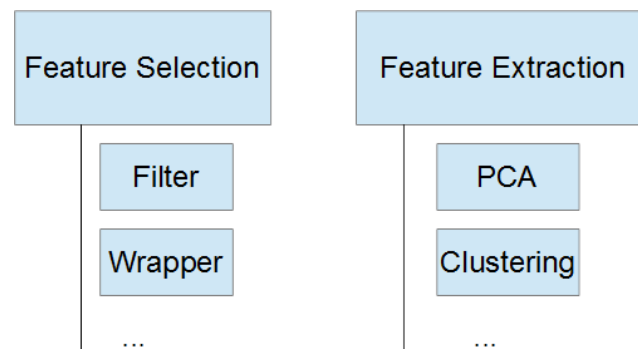 Feature Selection
Filter
Wrapper
...
Feature Extraction
PCA
Clustering
...